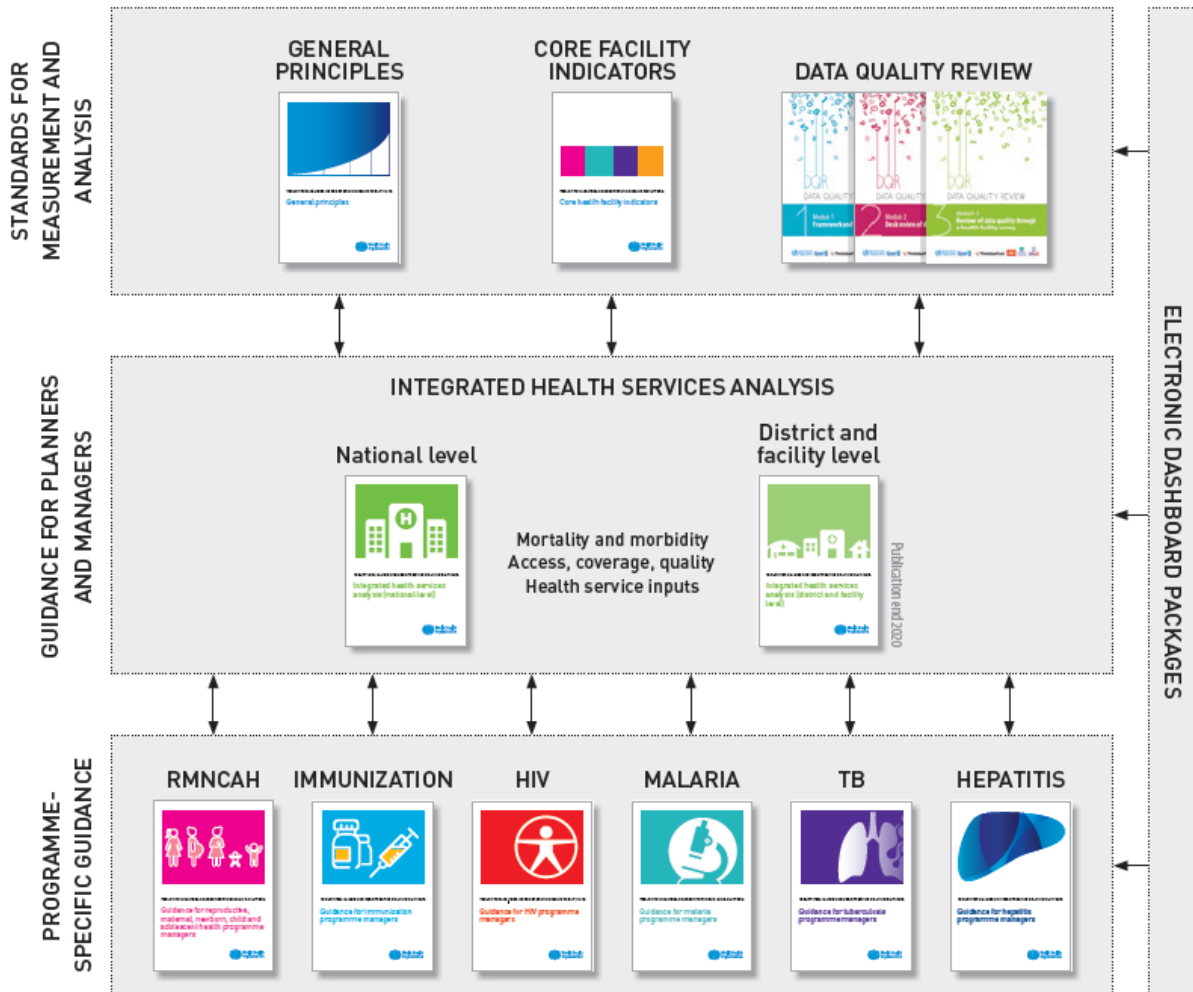 STANDARDS FOR
MEASUREMENT AND
ANALYSIS
GENERAL
PRINCIPLES
General principles
CORE FACILITY
INDICATORS
Core health facility indicators
DATA QUALITY REVIEW
DQR
DATA QUALITY
1
Module 1
Framework and
DQR
DATA QUALITY
2
Module 2
Desk review of d
DQR
DATA QUALITY REVIEW
3
Module 3
Review of data quality through
a health facility survey
ELECTRONIC DASHBOARD PACKAGES
GUIDANCE FOR PLANNERS
AND MANAGERS
INTEGRATED HEALTH SERVICES ANALYSIS
National level
H
Integrated health services
analysis (national level)
Mortality and morbidity
Access, coverage, quality
Health service inputs
District and
facility level
Integrated health services
analysis (district and facility
level)
Publication end 2020
PROGRAMME-
SPECIFIC GUIDANCE
RMNCAH
Guidance for reproductive,
maternal, newborn, child and
adolescent health programme
managers
IMMUNIZATION
Guidance for immunization
programme managers
HIV
Guidance for HIV programme
managers
MALARIA
Guidance for malaria
programme managers
TB
Guidance for tuberculosis
programme managers
HEPATITIS
Guidance for hepatitis
programme managers